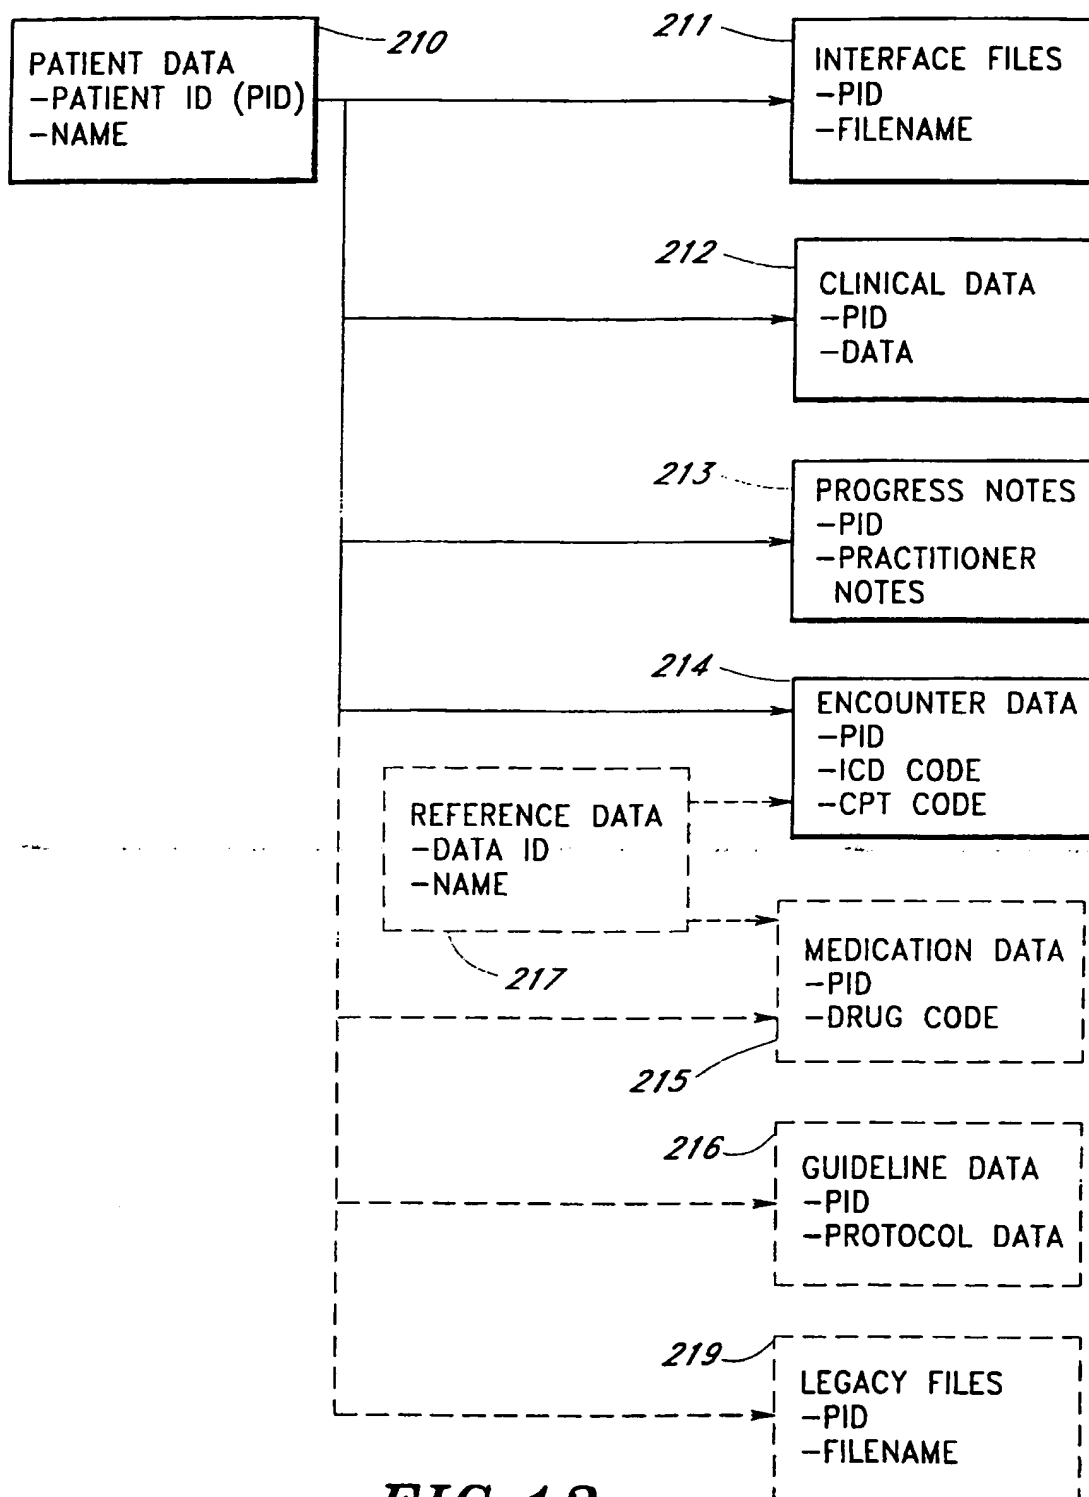 210
PATIENT DATA
-PATIENT ID (PID)
-NAME
211
INTERFACE FILES
-PID
-FILENAME
212
CLINICAL DATA
-PID
-DATA
213
PROGRESS NOTES
-PID
-PRACTITIONER
NOTES
214
ENCOUNTER DATA
-PID
-ICD CODE
-CPT CODE
REFERENCE DATA
-DATA ID
-NAME
217
MEDICATION DATA
-PID
-DRUG CODE
215
216
GUIDELINE DATA
-PID
-PROTOCOL DATA
219
LEGACY FILES
-PID
-FILENAME